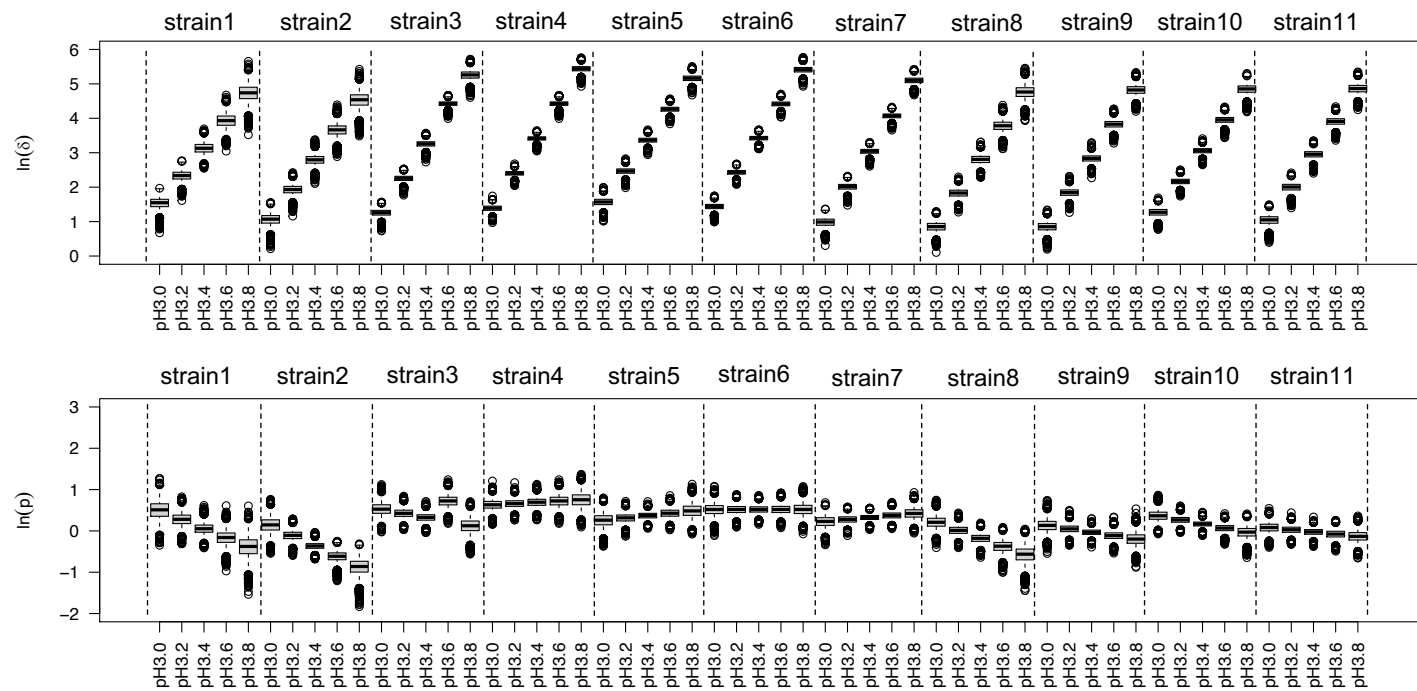 strain1 strain2 strain3 strain4 strain5 strain6 strain7 strain8 strain9 strain10 strain11
ln(δ)
6
5
4
3
2
1
0
pH3.0 pH3.2 pH3.4 pH3.6 pH3.8 pH3.0 pH3.2 pH3.4 pH3.6 pH3.8 pH3.0 pH3.2 pH3.4 pH3.6 pH3.8 pH3.0 pH3.2 pH3.4 pH3.6 pH3.8 pH3.0 pH3.2 pH3.4 pH3.6 pH3.8 pH3.0 pH3.2 pH3.4 pH3.6 pH3.8 pH3.0 pH3.2 pH3.4 pH3.6 pH3.8 pH3.0 pH3.2 pH3.4 pH3.6 pH3.8 pH3.0 pH3.2 pH3.4 pH3.6 pH3.8 pH3.0 pH3.2 pH3.4 pH3.6 pH3.8 pH3.0 pH3.2 pH3.4 pH3.6 pH3.8
strain1 strain2 strain3 strain4 strain5 strain6 strain7 strain8 strain9 strain10 strain11
ln(p)
3
2
1
0
−1
−2
pH3.0 pH3.2 pH3.4 pH3.6 pH3.8 pH3.0 pH3.2 pH3.4 pH3.6 pH3.8 pH3.0 pH3.2 pH3.4 pH3.6 pH3.8 pH3.0 pH3.2 pH3.4 pH3.6 pH3.8 pH3.0 pH3.2 pH3.4 pH3.6 pH3.8 pH3.0 pH3.2 pH3.4 pH3.6 pH3.8 pH3.0 pH3.2 pH3.4 pH3.6 pH3.8 pH3.0 pH3.2 pH3.4 pH3.6 pH3.8 pH3.0 pH3.2 pH3.4 pH3.6 pH3.8 pH3.0 pH3.2 pH3.4 pH3.6 pH3.8 pH3.0 pH3.2 pH3.4 pH3.6 pH3.8